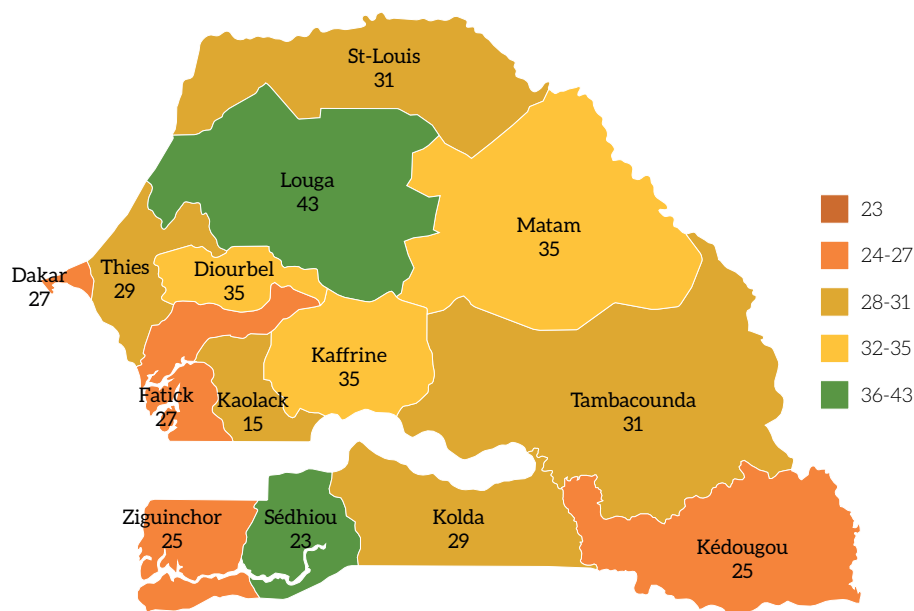 St-Louis
31
Louga
43
Matam
35
Dakar
27
Thies
29
Diourbel
35
Kaffrine
35
Fatick
27
Kaolack
15
Tambacounda
31
Ziguinchor
25
Sédhiou
23
Kolda
29
Kédougou
25
23
24-27
28-31
32-35
36-43